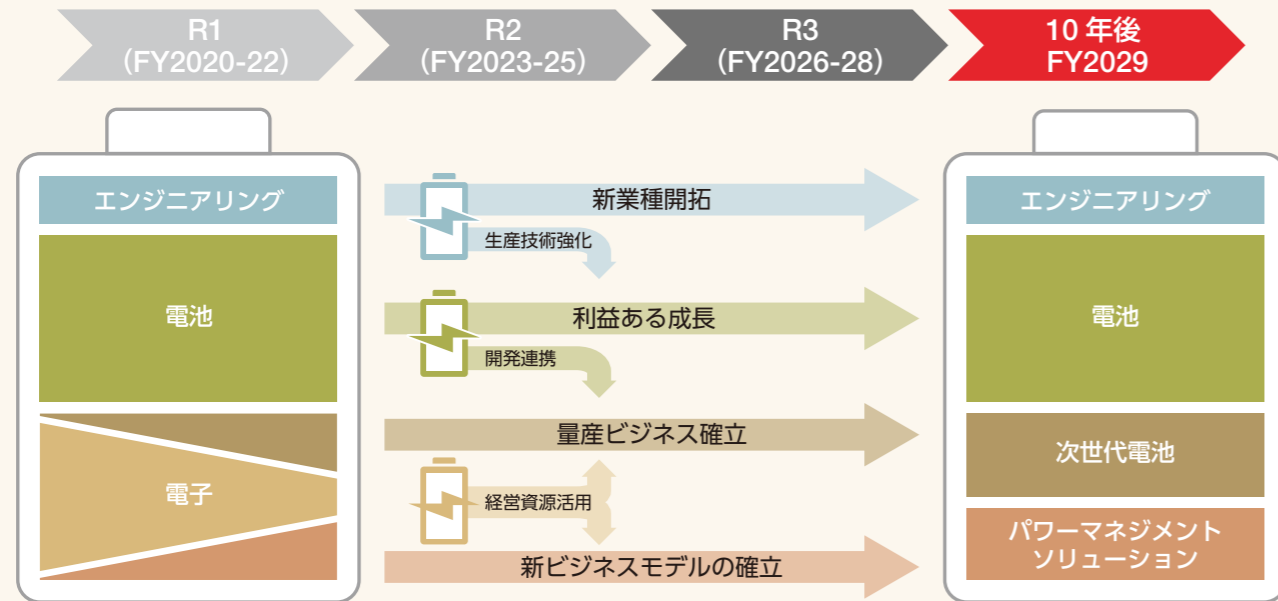 R1
(FY2020-22)
R2
(FY2023-25)
R3
(FY2026-28)
10 年後
FY2029
エンジニアリング
電池
電子
新業種開拓
生産技術強化
利益ある成長
開発連携
量産ビジネス確立
経営資源活用
新ビジネスモデルの確立
エンジニアリング
電池
次世代電池
パワーマネジメント
ソリューション